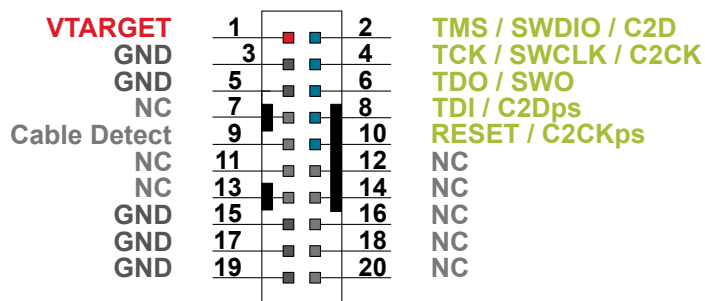 VTARGET 1 2 TMS / SWDIO / C2D
GND 3 4 TCK / SWCLK / C2CK
GND 5 6 TDO / SWO
NC 7 8 TDI / C2Dps
Cable Detect 9 10 RESET / C2CKps
NC 11 12 NC
NC 13 14 NC
GND 15 16 NC
GND 17 18 NC
GND 19 20 NC